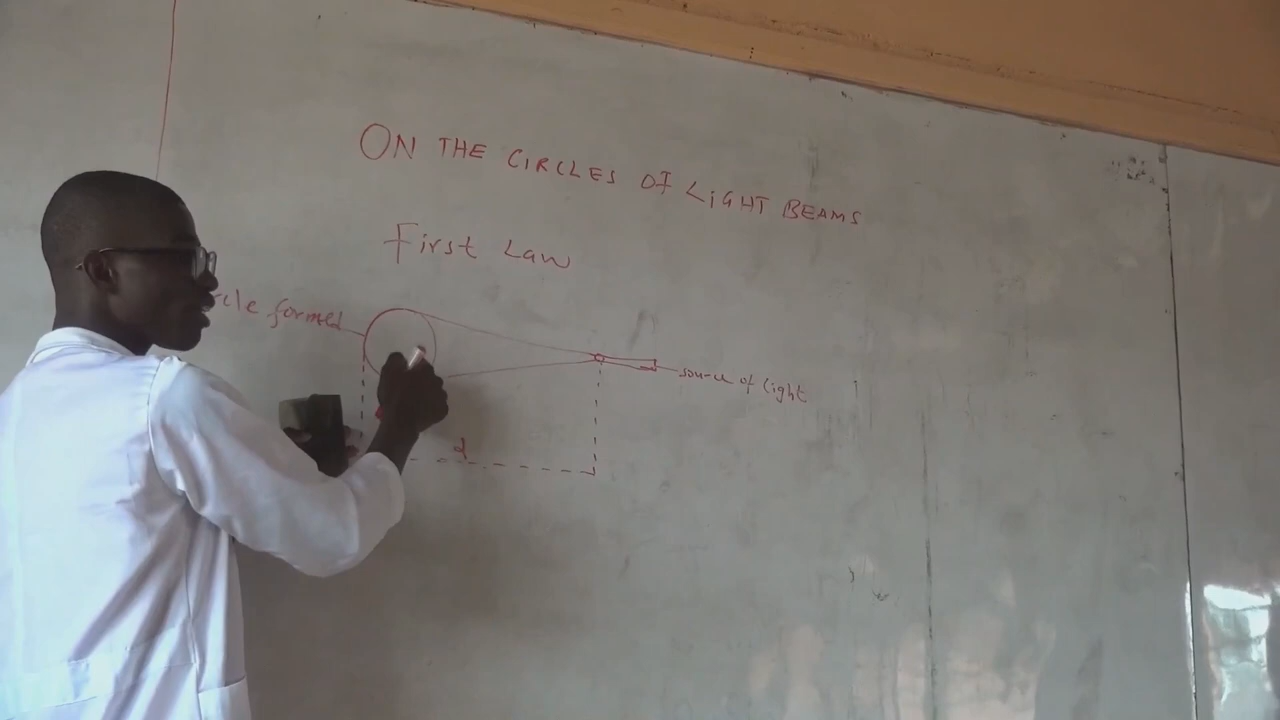 ON THE CIRCLES OF LIGHT BEAMS
First Law
formed
source of light
d